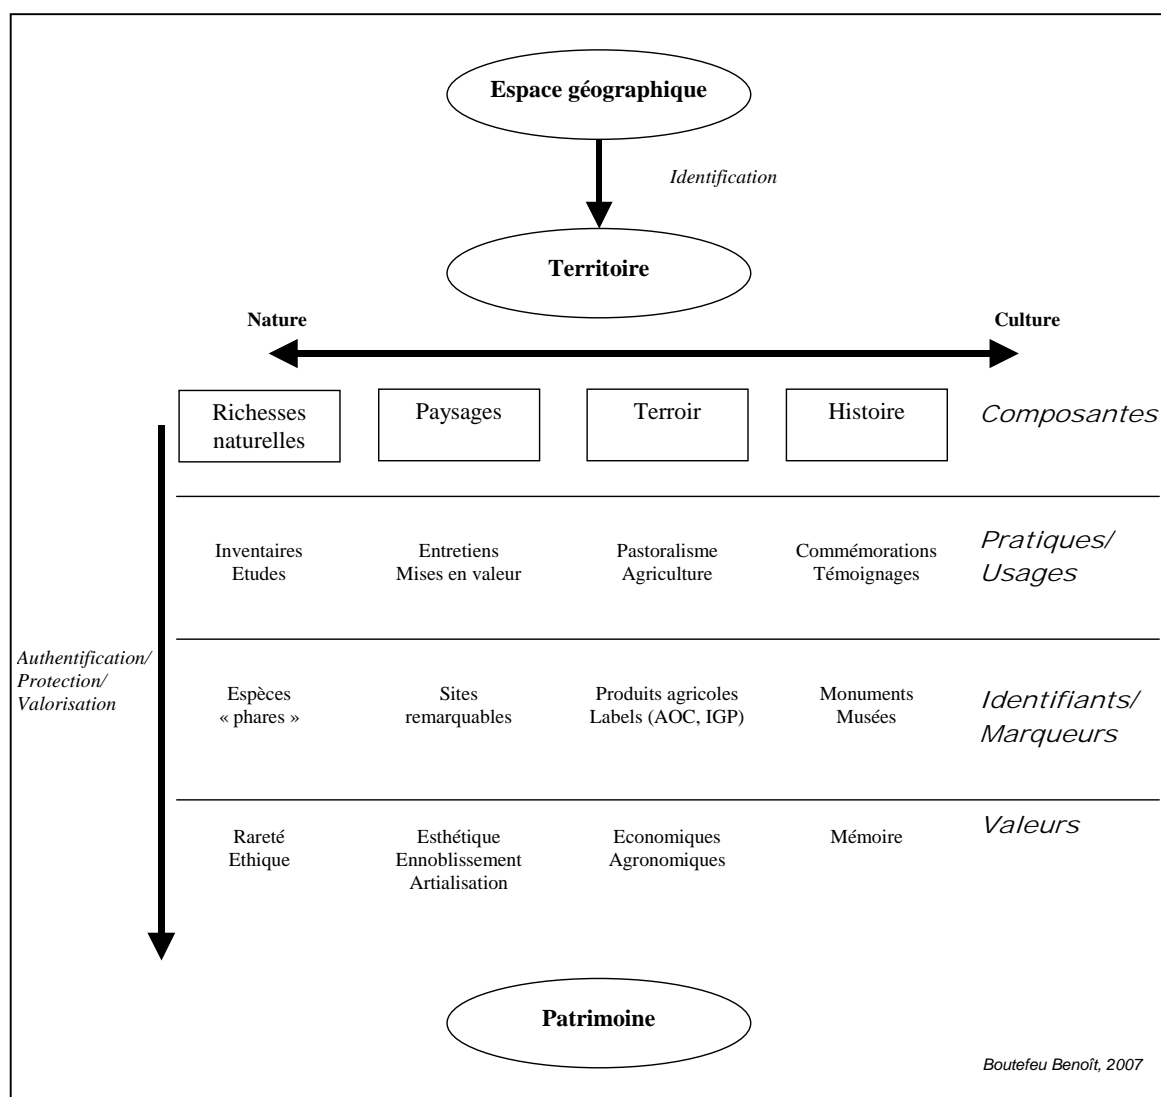 Espace géographique
Identification
Territoire
Nature
Culture
Richesses
naturelles
Paysages
Terroir
Histoire
Composantes
Inventaires
Etudes
Entretiens
Mises en valeur
Pastoralisme
Agriculture
Commémorations
Témoignages
Pratiques/
Usages
Authentification/
Protection/
Valorisation
Espèces
« phares »
Sites
remarquables
Produits agricoles
Labels (AOC, IGP)
Monuments
Musées
Identifiants/
Marqueurs
Rareté
Ethique
Esthétique
Ennoblissement
Artialisation
Economiques
Agronomiques
Mémoire
Valeurs
Patrimoine
Boutefeu Benoît, 2007